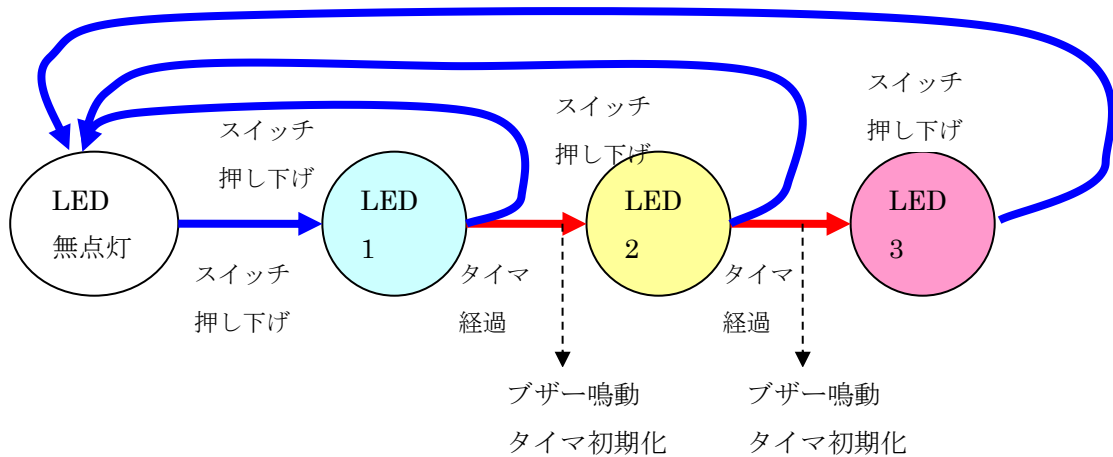 スイッチ
押し下げ
スイッチ
押し下げ
スイッチ
押し下げ
LED
無点灯
LED
1
LED
2
LED
3
スイッチ
押し下げ
タイマ
経過
タイマ
経過
ブザー鳴動
タイマ初期化
ブザー鳴動
タイマ初期化